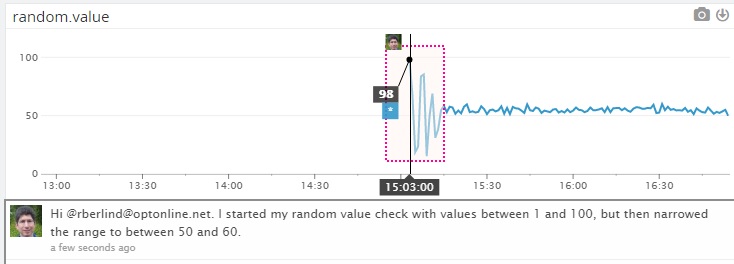 random.value
100
98
50
0
13:00 13:30 14:00 14:30 15:03:00 15:30 16:00 16:30
Hi @rberlind@optonline.net. I started my random value check with values between 1 and 100, but then narrowed
the range to between 50 and 60.
a few seconds ago